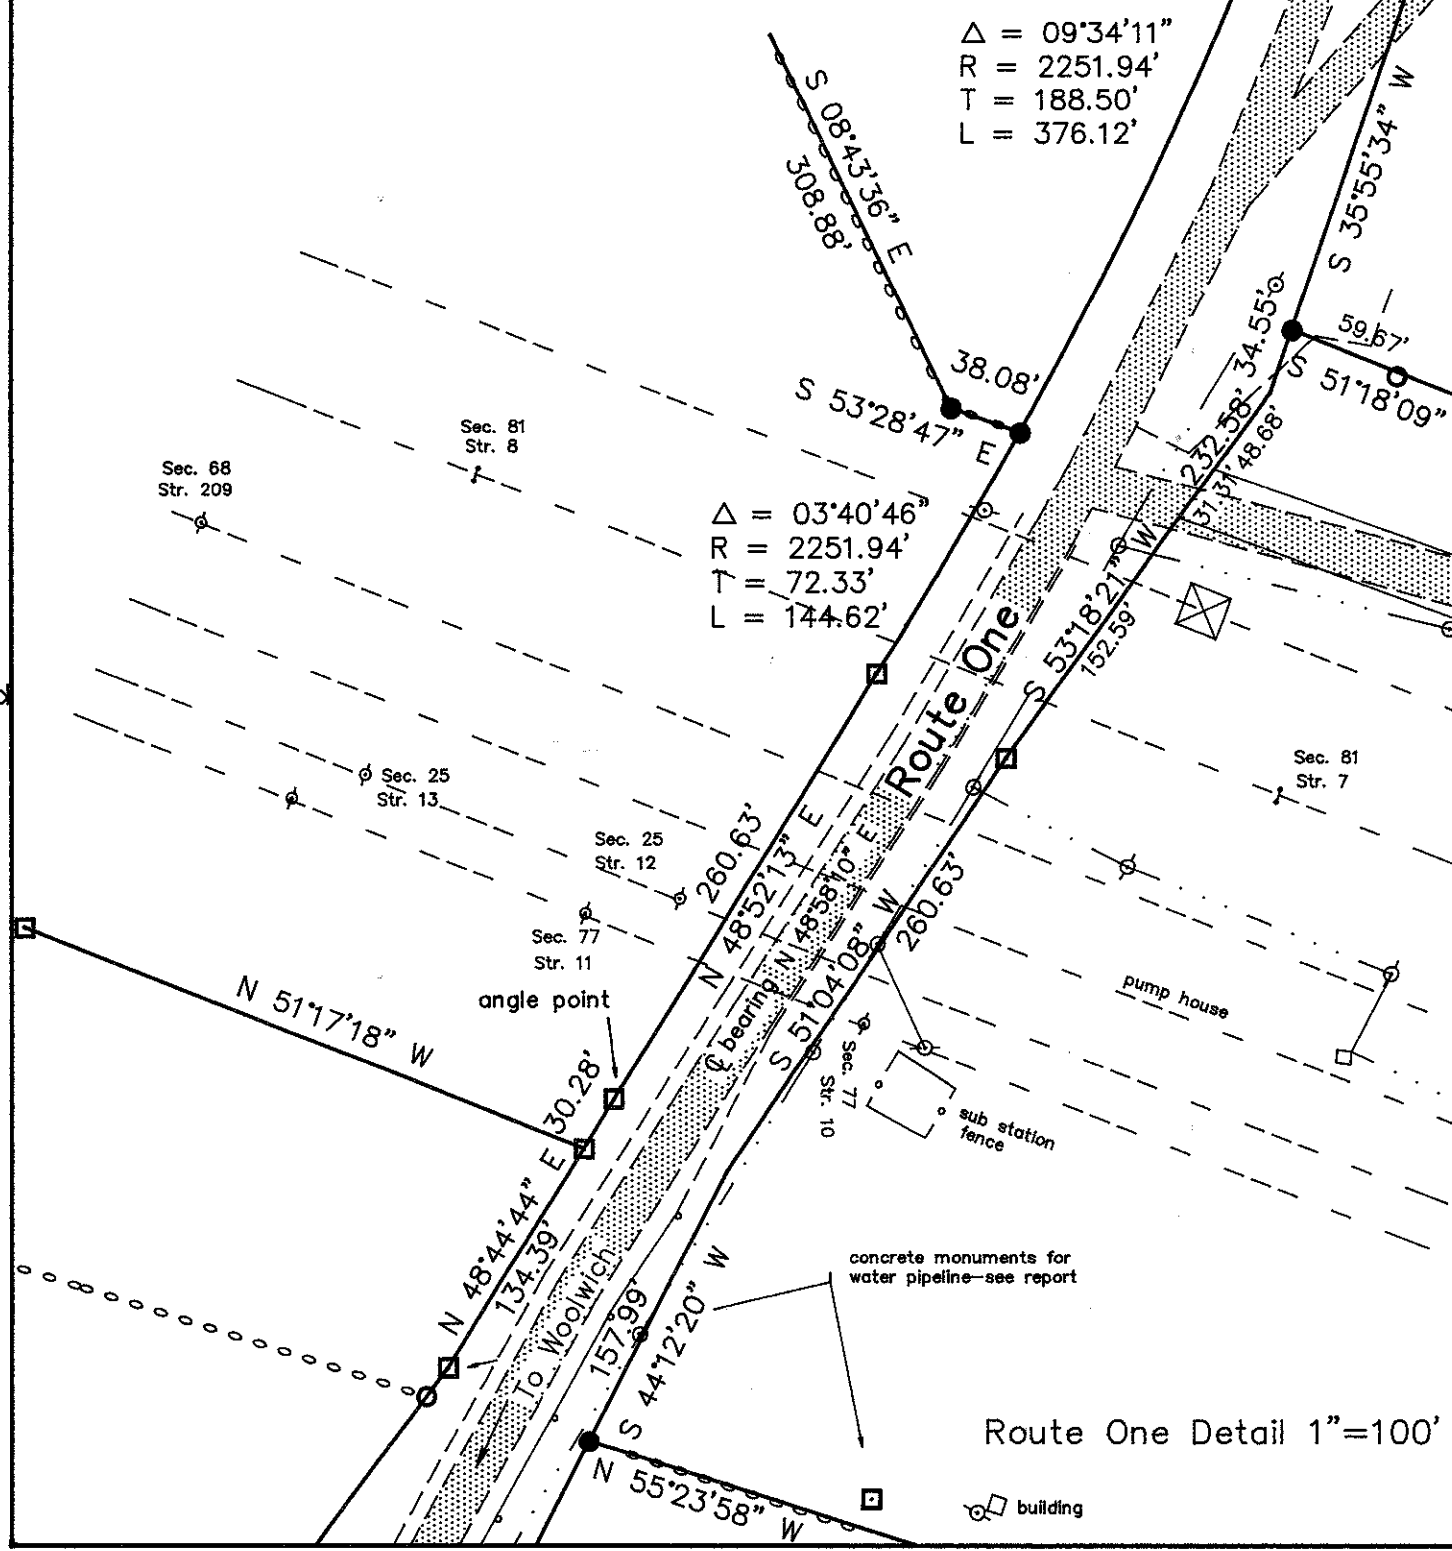 △ = 09°34'11"
R = 2251.94'
T = 188.50'
L = 376.12'
S 08°43'36" E
308.88'
S 35°55'34" W
34.55'
59.67'
S 51°18'09"
38.08'
S 53°28'47" E
232.58'
48.68'
31.31'
Sec. 81
Str. 8
Sec. 68
Str. 209
△ = 03°40'46"
R = 2251.94'
T = 72.33'
L = 144.62'
Route One
S 53°18'21" W
152.59'
Sec. 81
Str. 7
Sec. 25
Str. 13
Sec. 25
Str. 12
260.63'
N 48°52'13" E
℄ bearing N 48°58'10" E
S 51°04'08" W
260.63'
Sec. 77
Str. 11
angle point
N 51°17'18" W
30.28'
pump house
Sec. 77
Str. 10
sub station
fence
N 48°44'44" E
134.39'
To Woolwich
157.99'
S 44°12'20" W
concrete monuments for
water pipeline-see report
N 55°23'58" W
Route One Detail 1"=100'
building